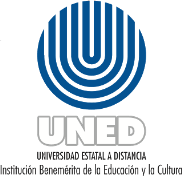 UNED
UNIVERSIDAD ESTATAL A DISTANCIA
Institución Benemérita de la Educación y la Cultura